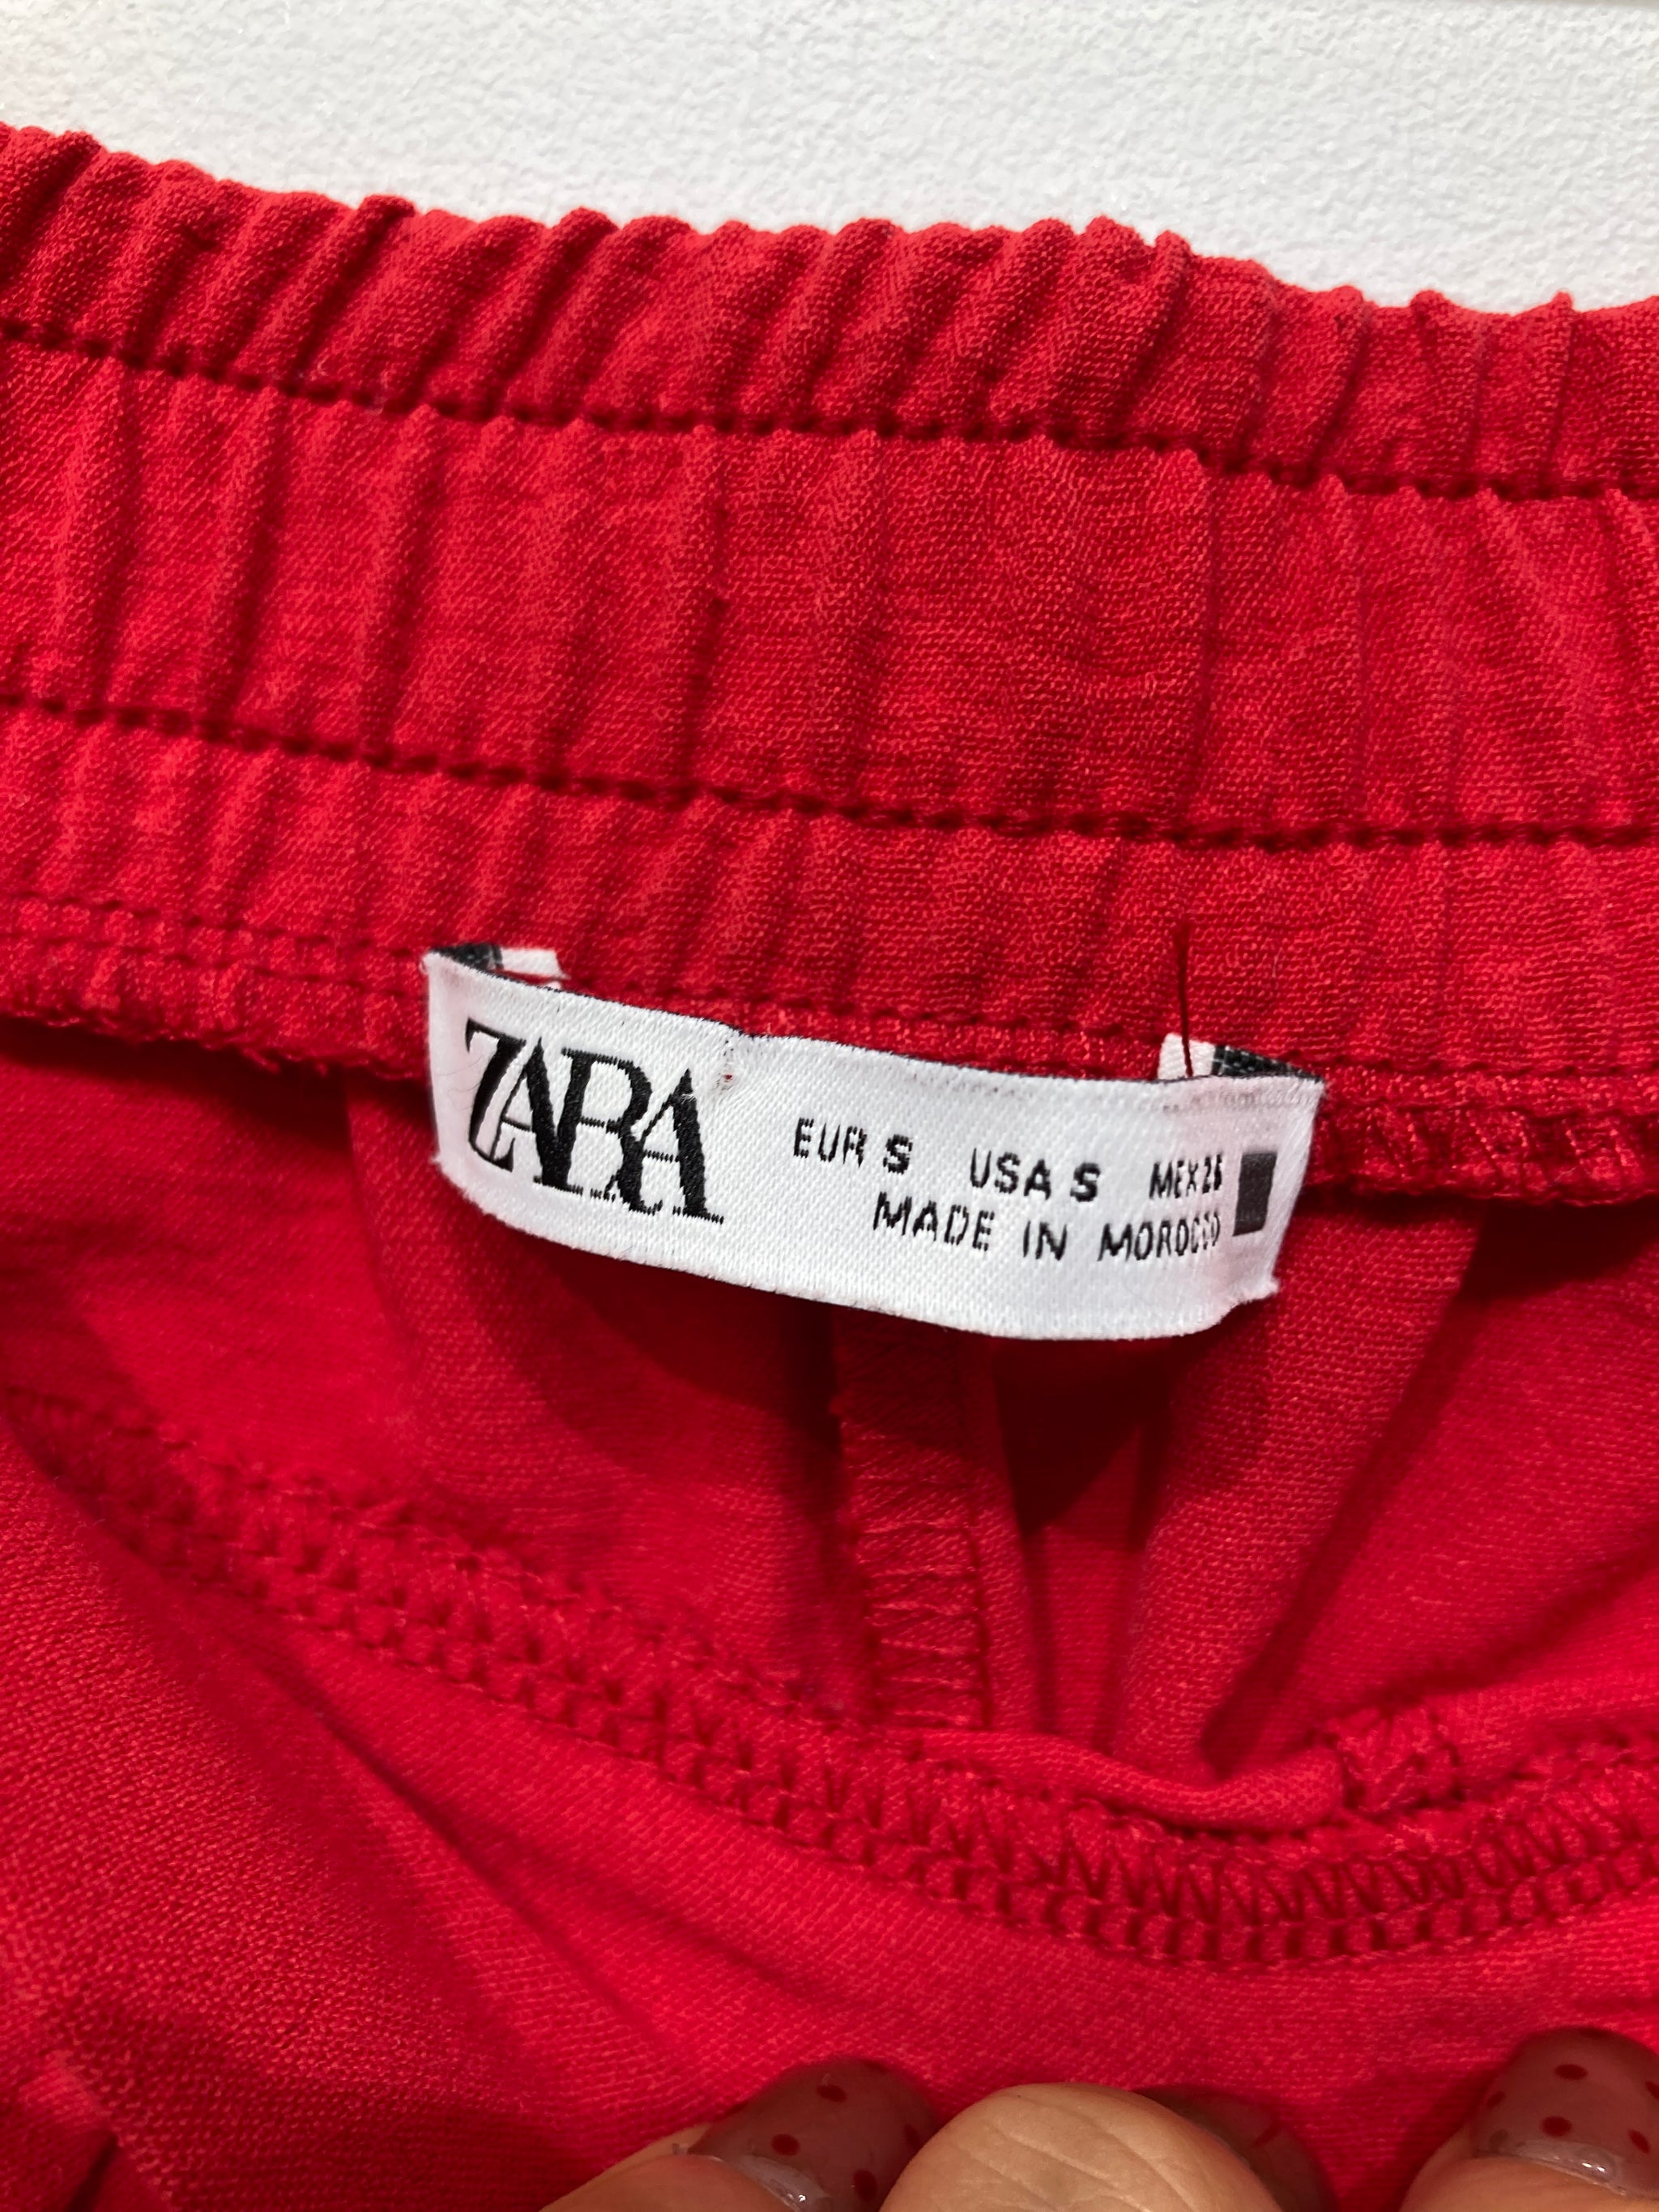 ZARA
EUR S USA S MEX 26
MADE IN MOROCCO